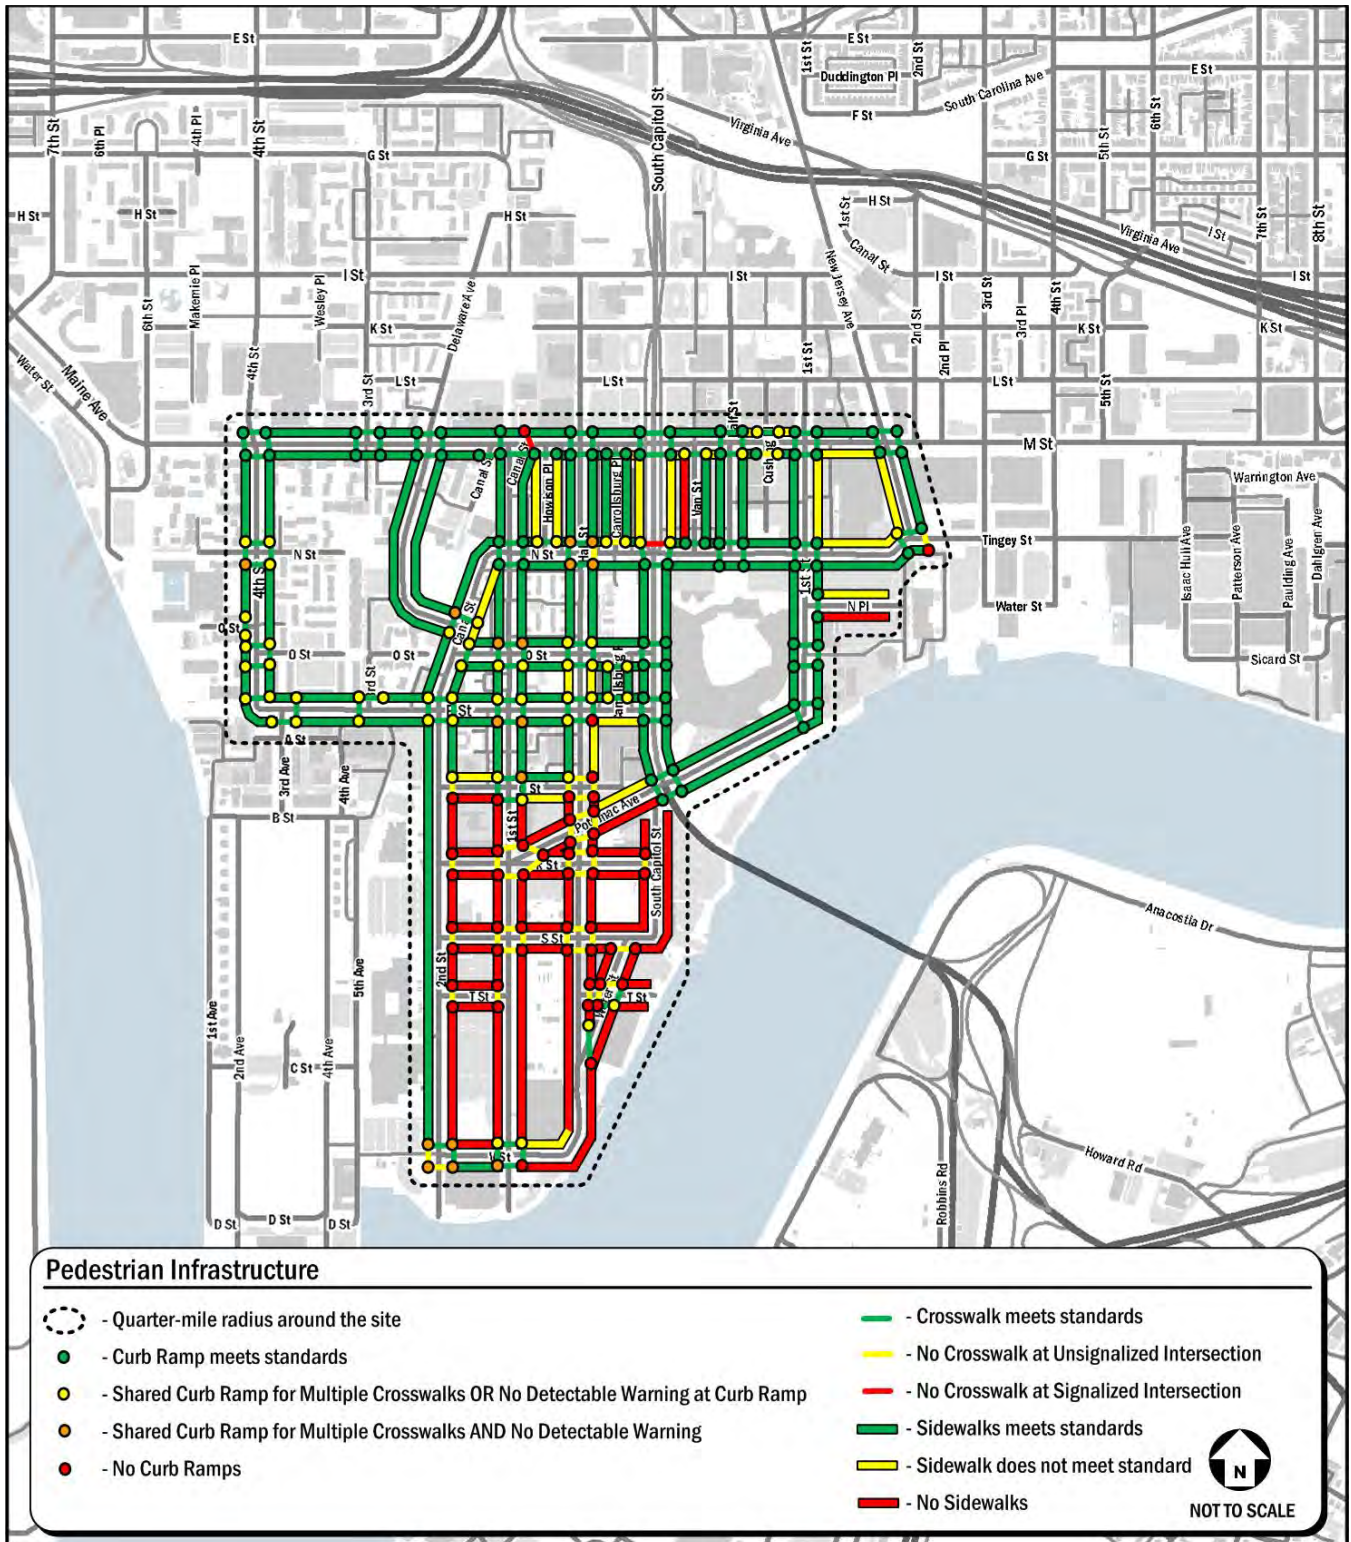 E St
E St
1st St
2nd St
Duddington Pl
South Carolina Ave
E St
6th St
F St
South Capitol St
Virginia Ave
7th St
6th Pl
4th Pl
4th St
G St
G St
5th St
H St
H St
H St
1st St
H St
Virginia Ave
I St
7th St
8th St
Canal St
New Jersey Ave
I St
I St
I St
I St
6th St
Makemie Pl
Wesley Pl
Delaware Ave
3rd St
3rd Pl
4th St
K St
K St
K St
2nd St
2nd Pl
1st St
4th St
3rd St
L St
L St
L St
5th St
Water St
Maine Ave
M St
Canal St
Canal St
Howison Pl
Carrollsburg Pl
Van St
Warrington Ave
N St
N St
Tingey St
4th St
1st St
N Pl
Water St
Isaac Hull Ave
Patterson Ave
Paulding Ave
Dahlgren Ave
O St
O St
O St
Sicard St
3rd Ave
4th Ave
B St
1st St
South Capitol St
Anacostia Dr
S St
2nd St
T St
T St
1st Ave
2nd Ave
4th Ave
5th Ave
C St
Howard Rd
Robbins Rd
D St
D St
D St
Pedestrian Infrastructure
- Quarter-mile radius around the site
- Curb Ramp meets standards
- Shared Curb Ramp for Multiple Crosswalks OR No Detectable Warning at Curb Ramp
- Shared Curb Ramp for Multiple Crosswalks AND No Detectable Warning
- No Curb Ramps
- Crosswalk meets standards
- No Crosswalk at Unsignalized Intersection
- No Crosswalk at Signalized Intersection
- Sidewalks meets standards
- Sidewalk does not meet standard
- No Sidewalks
N
NOT TO SCALE